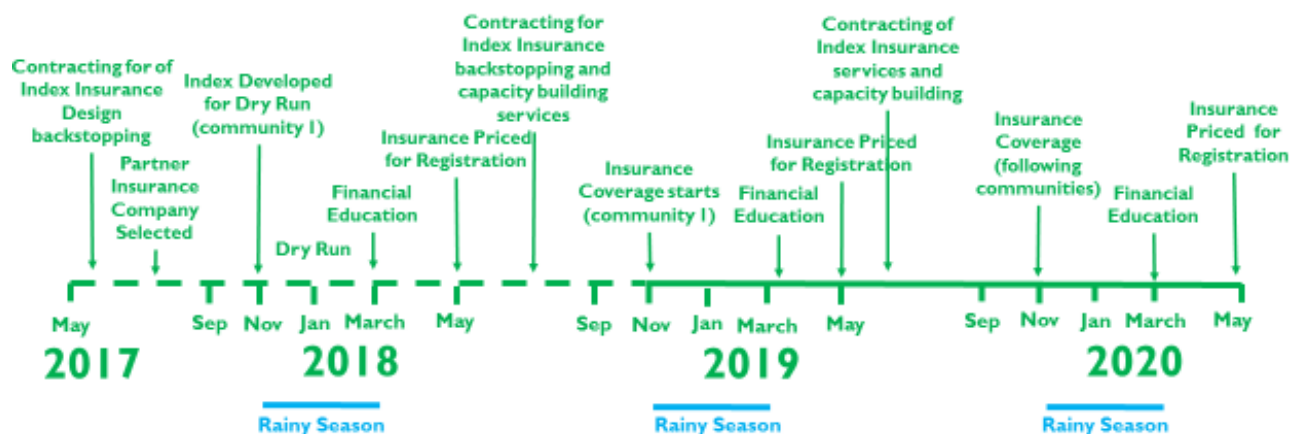 Contracting for of
Index Insurance
Design
backstopping
Partner
Insurance
Company
Selected
Index Developed
for Dry Run
(community 1)
Dry Run
Financial
Education
Insurance Priced
for Registration
Contracting for
Index Insurance
backstopping and
capacity building
services
Insurance
Coverage starts
(community 1)
Financial
Education
Insurance Priced
for Registration
Contracting of
Index Insurance
services and
capacity building
Insurance
Coverage
(following
communities)
Financial
Education
Insurance
Priced for
Registration
May
Sep
Nov
Jan
March
May
Sep
Nov
Jan
March
May
Sep
Nov
Jan
March
May
2017
2018
2019
2020
Rainy Season
Rainy Season
Rainy Season